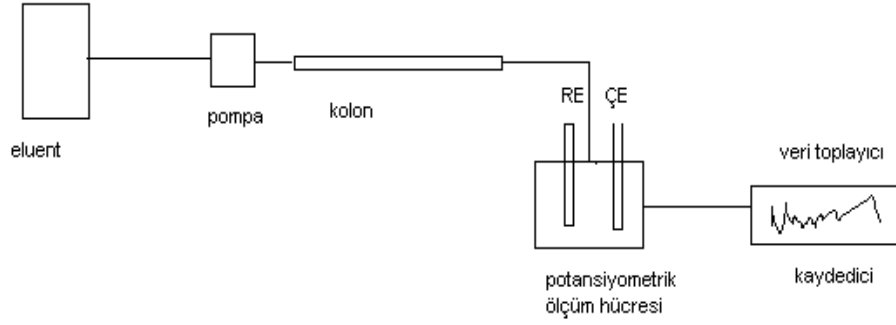 eluent
pompa
kolon
RE ÇE
potansiyometrik
ölçüm hücresi
veri toplayıcı
kaydedici